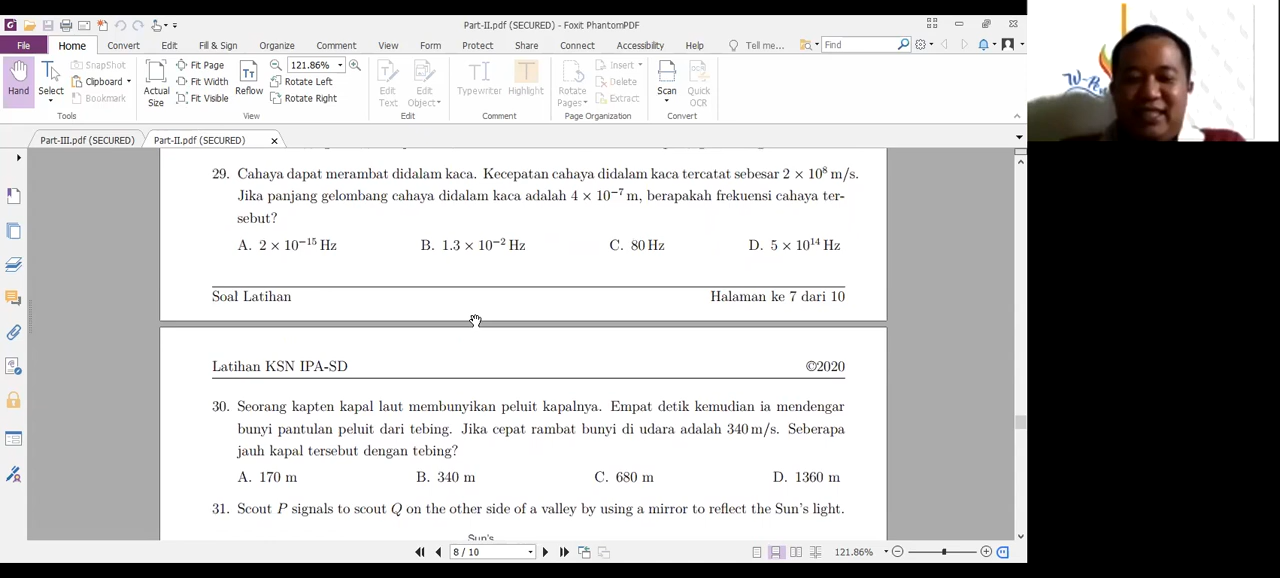 Part-II.pdf (SECURED) - Foxit PhantomPDF
File Home Convert Edit Fill & Sign Organize Comment View Form Protect Share Connect Accessibility Help Tell me... Find
Hand
Select
SnapShot
Clipboard
Bookmark
Tools
Actual Size
Fit Page
Fit Width
Fit Visible
Reflow
121.86%
Rotate Left
Rotate Right
View
Edit Text
Edit Object
Edit
Typewriter
Highlight
Comment
Rotate Pages
Insert
Delete
Extract
Page Organization
Scan
Quick OCR
Convert
Part-III.pdf (SECURED) Part-II.pdf (SECURED)
29. Cahaya dapat merambat didalam kaca. Kecepatan cahaya didalam kaca tercatat sebesar 2 × 10⁸ m/s.
Jika panjang gelombang cahaya didalam kaca adalah 4 × 10⁻⁷ m, berapakah frekuensi cahaya ter-
sebut?
A. 2 × 10⁻¹⁵ Hz B. 1.3 × 10⁻² Hz C. 80 Hz D. 5 × 10¹⁴ Hz
Soal Latihan Halaman ke 7 dari 10
Latihan KSN IPA-SD ©2020
30. Seorang kapten kapal laut membunyikan peluit kapalnya. Empat detik kemudian ia mendengar
bunyi pantulan peluit dari tebing. Jika cepat rambat bunyi di udara adalah 340 m/s. Seberapa
jauh kapal tersebut dengan tebing?
A. 170 m B. 340 m C. 680 m D. 1360 m
31. Scout P signals to scout Q on the other side of a valley by using a mirror to reflect the Sun's light.
Sun's
8 / 10 121.86%